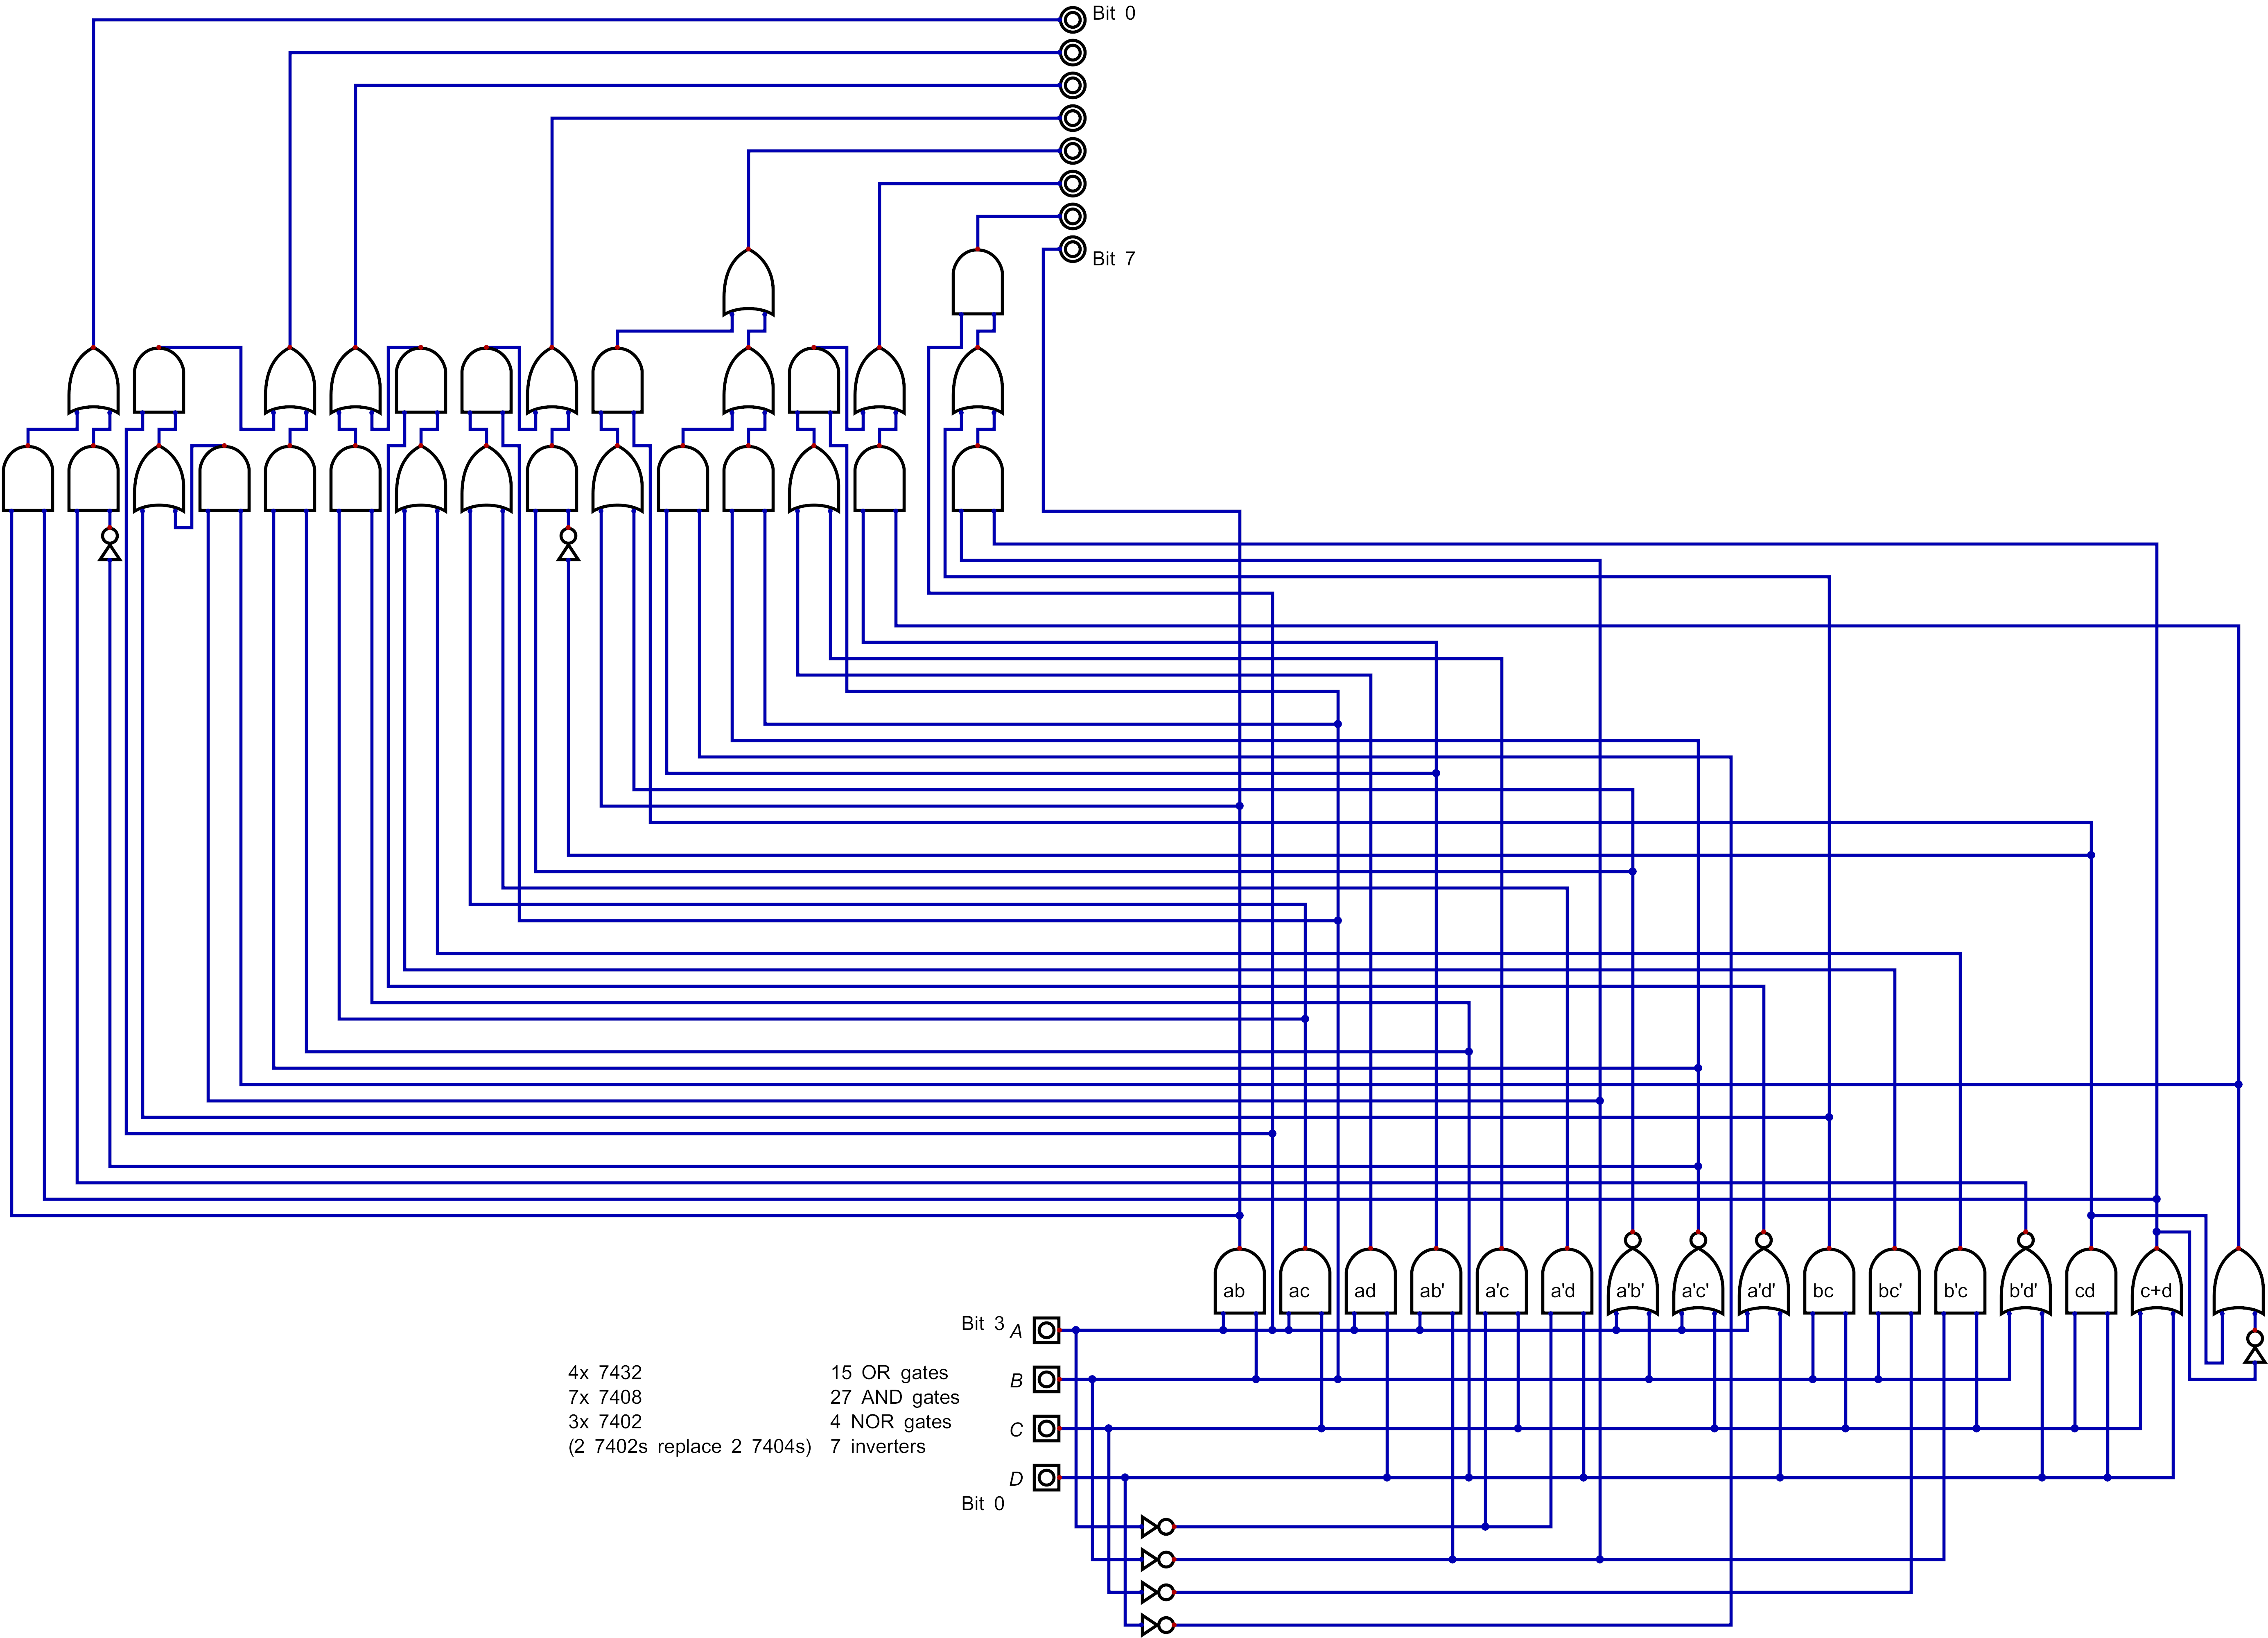 Bit 0
Bit 7
ab
ac
ad
ab'
a'c
a'd
a'b'
a'c'
a'd'
bc
bc'
b'c
b'd'
cd
c+d
Bit 3
A
B
C
D
Bit 0
4x 7432
7x 7408
3x 7402
(2 7402s replace 2 7404s)
15 OR gates
27 AND gates
4 NOR gates
7 inverters